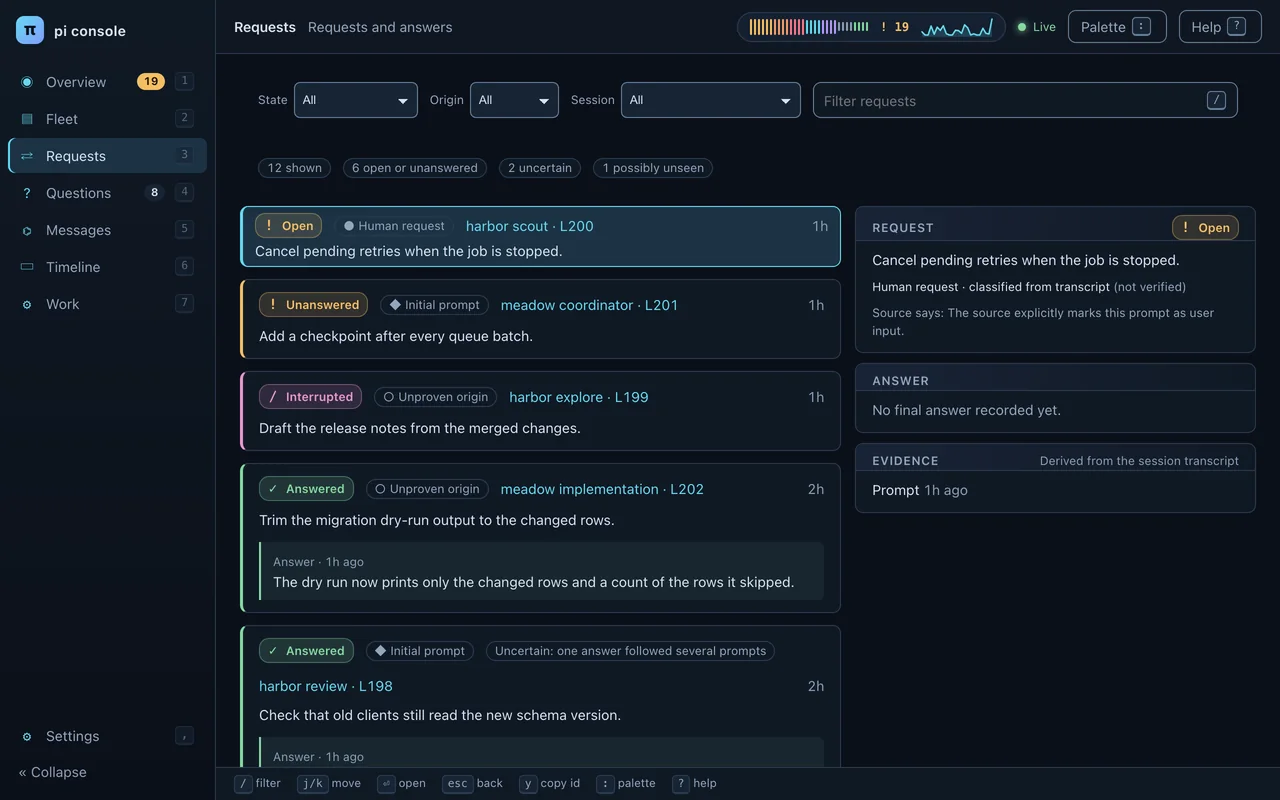 π pi console
Overview 19 1
Fleet 2
Requests 3
? Questions 8 4
Messages 5
Timeline 6
Work 7
Settings ,
« Collapse
Requests Requests and answers
! 19
Live
Palette :
Help ?
State All
Origin All
Session All
Filter requests /
12 shown
6 open or unanswered
2 uncertain
1 possibly unseen
! Open Human request harbor scout · L200 1h
Cancel pending retries when the job is stopped.
! Unanswered Initial prompt meadow coordinator · L201 1h
Add a checkpoint after every queue batch.
/ Interrupted Unproven origin harbor explore · L199 1h
Draft the release notes from the merged changes.
✓ Answered Unproven origin meadow implementation · L202 2h
Trim the migration dry-run output to the changed rows.
Answer · 1h ago
The dry run now prints only the changed rows and a count of the rows it skipped.
✓ Answered Initial prompt Uncertain: one answer followed several prompts
harbor review · L198 2h
Check that old clients still read the new schema version.
Answer · 1h ago
REQUEST ! Open
Cancel pending retries when the job is stopped.
Human request · classified from transcript (not verified)
Source says: The source explicitly marks this prompt as user
input.
ANSWER
No final answer recorded yet.
EVIDENCE Derived from the session transcript
Prompt 1h ago
/ filter j/k move ⏎ open esc back y copy id : palette ? help